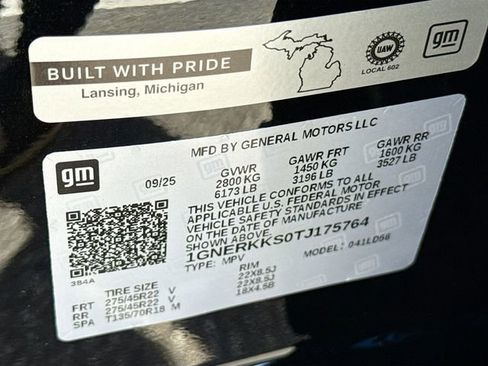 BUILT WITH PRIDE
Lansing, Michigan
UAW
LOCAL 602
gm
gm
MFD BY GENERAL MOTORS LLC
09/25
GVWR GAWR FRT GAWR RR
2800 KG 1450 KG 1600 KG
6173 LB 3196 LB 3527 LB
THIS VEHICLE CONFORMS TO ALL
APPLICABLE U.S. FEDERAL MOTOR
VEHICLE SAFETY STANDARDS IN EFFECT
ON THE DATE OF MANUFACTURE
SHOWN ABOVE.
1GNERKKS0TJ175764
TYPE: MPV MODEL: 041LD56
3B4A
TIRE SIZE RIM
FRT 275/45R22 V 22X8.5J
RR 275/45R22 V 22X8.5J
SPA T135/70R18 M 18X4.5B